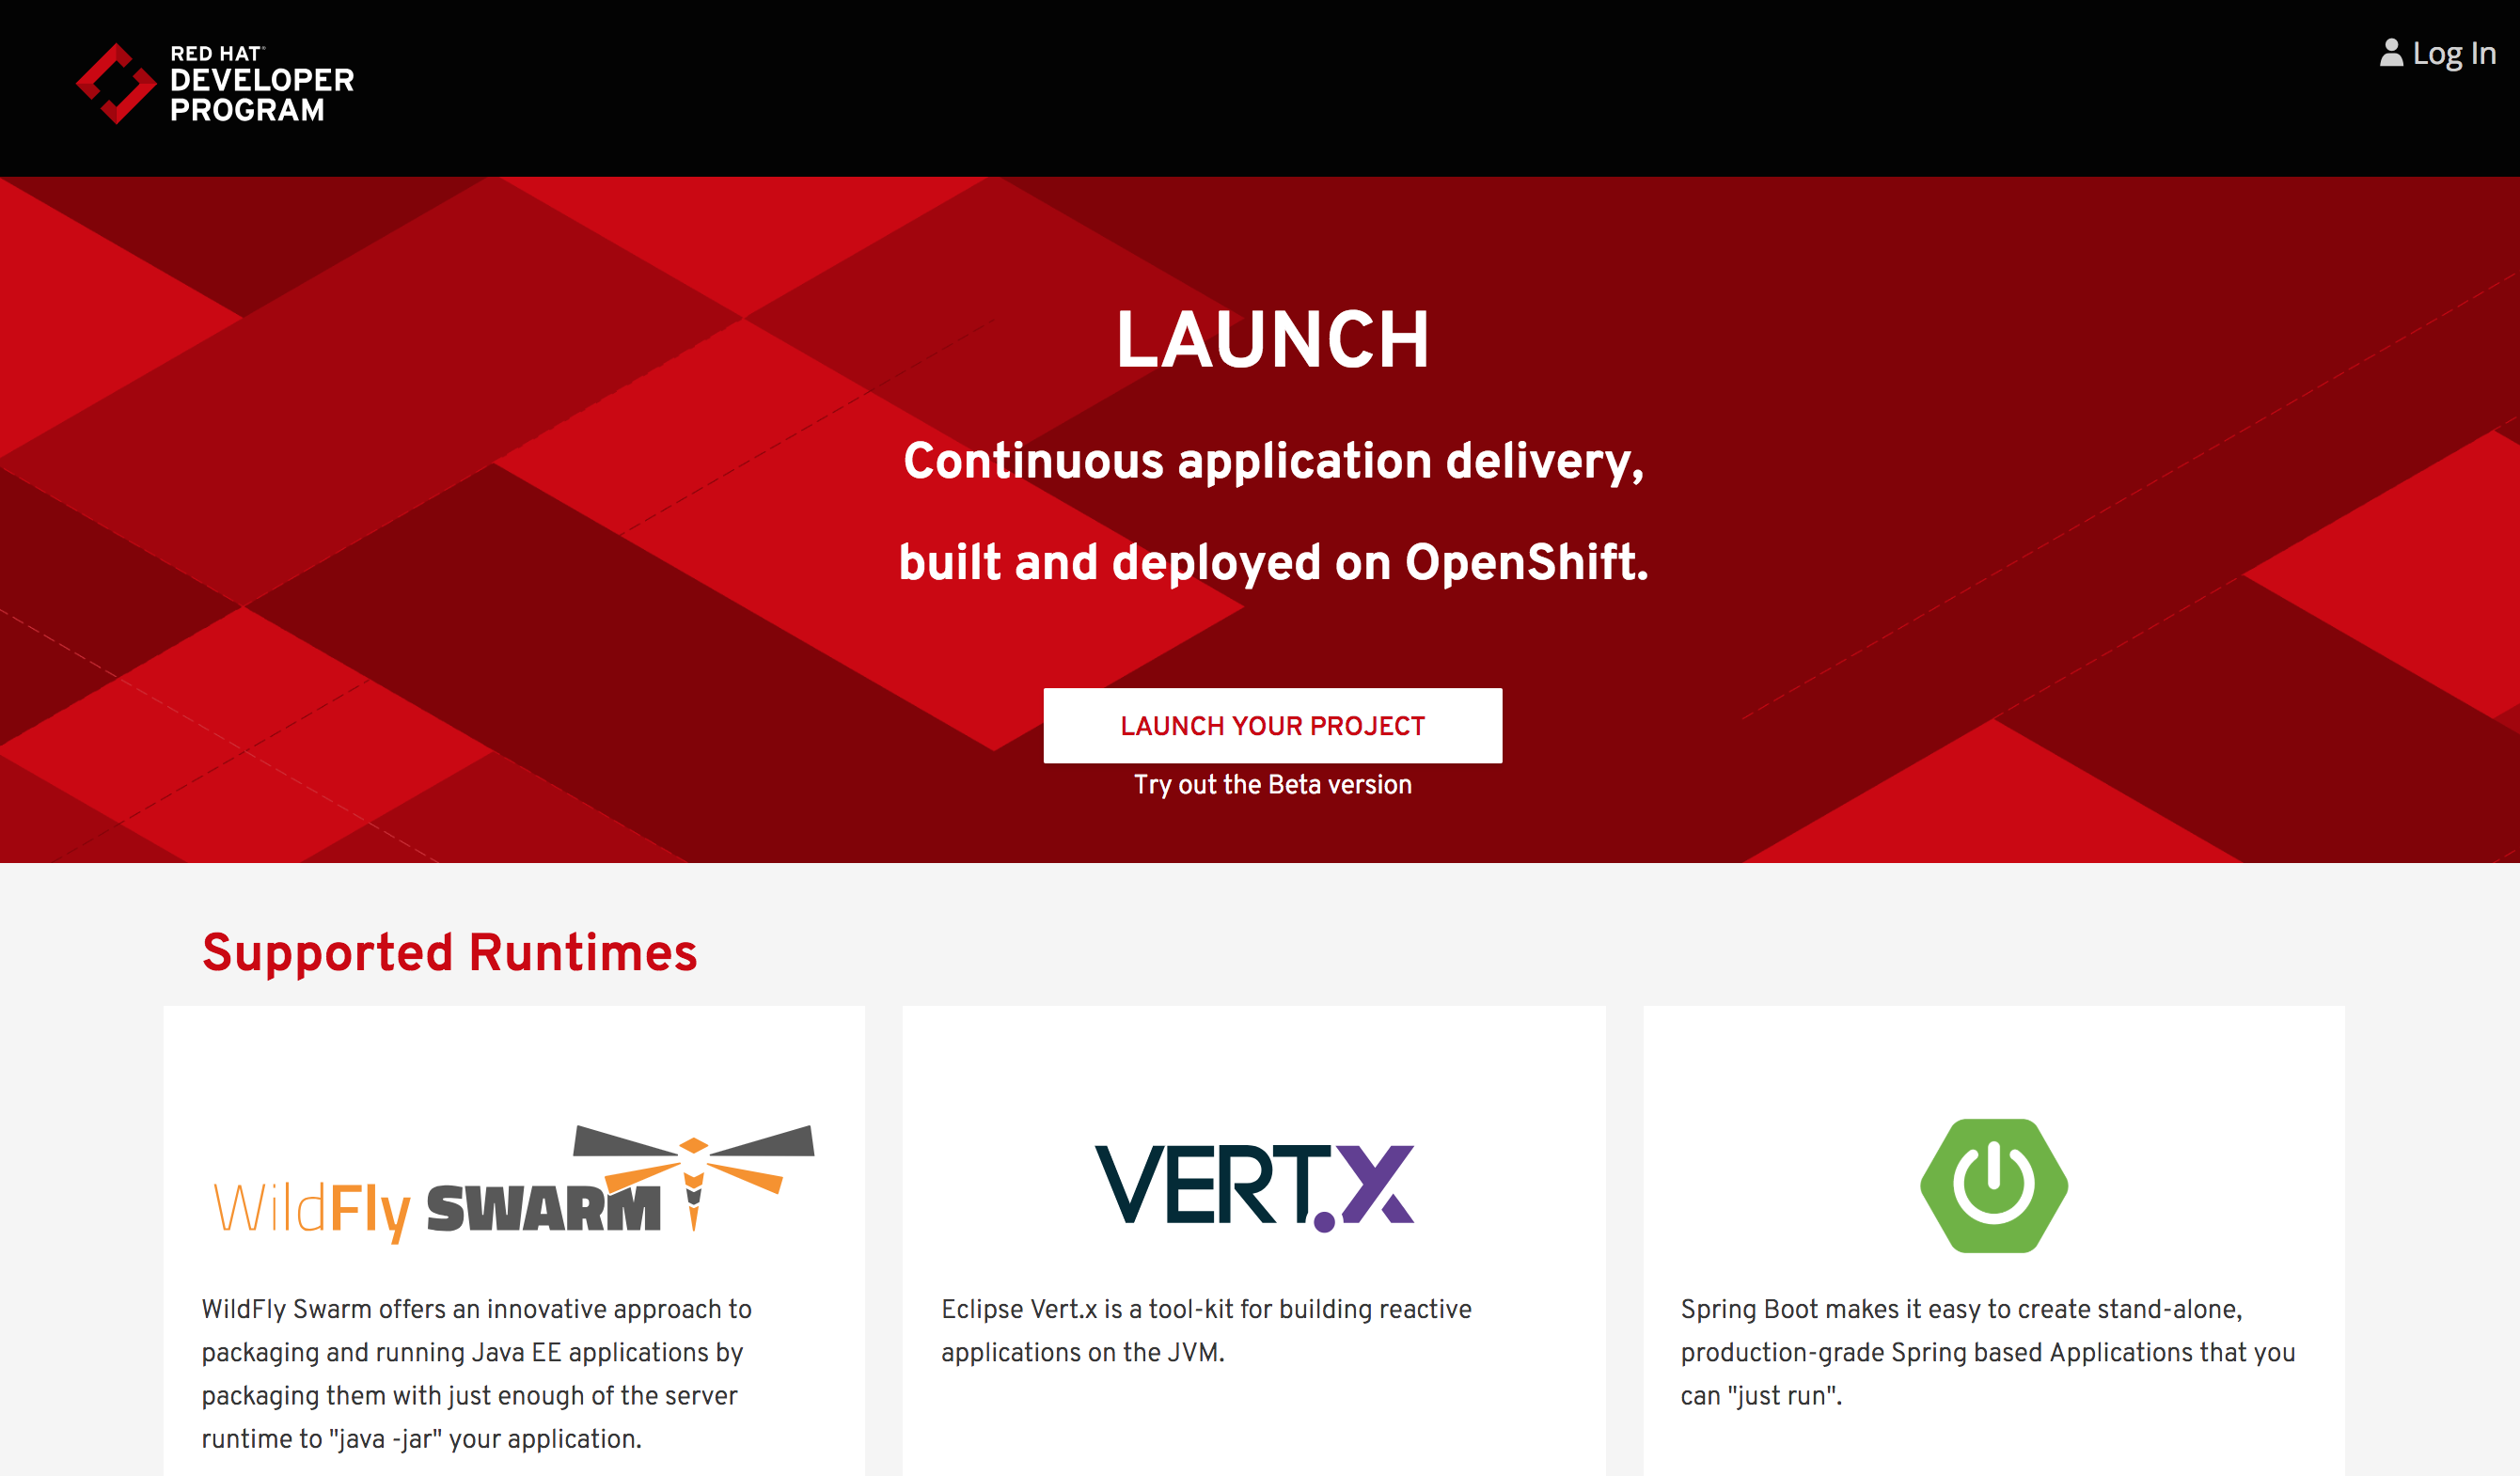 RED HAT®
DEVELOPER
PROGRAM
Log In
LAUNCH
Continuous application delivery,
built and deployed on OpenShift.
LAUNCH YOUR PROJECT
Try out the Beta version
Supported Runtimes
WildFly SWARM
WildFly Swarm offers an innovative approach to
packaging and running Java EE applications by
packaging them with just enough of the server
runtime to "java -jar" your application.
VERT.X
Eclipse Vert.x is a tool-kit for building reactive
applications on the JVM.
Spring Boot makes it easy to create stand-alone,
production-grade Spring based Applications that you
can "just run".